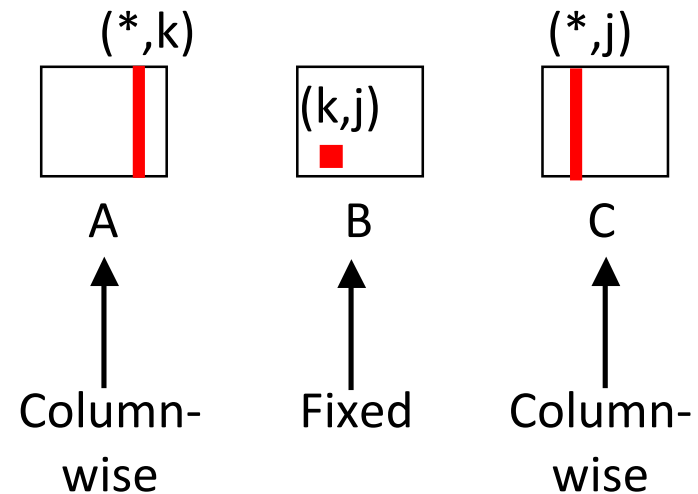 (*,k)
(*,j)
(k,j)
A
B
C
Column-
wise
Fixed
Column-
wise